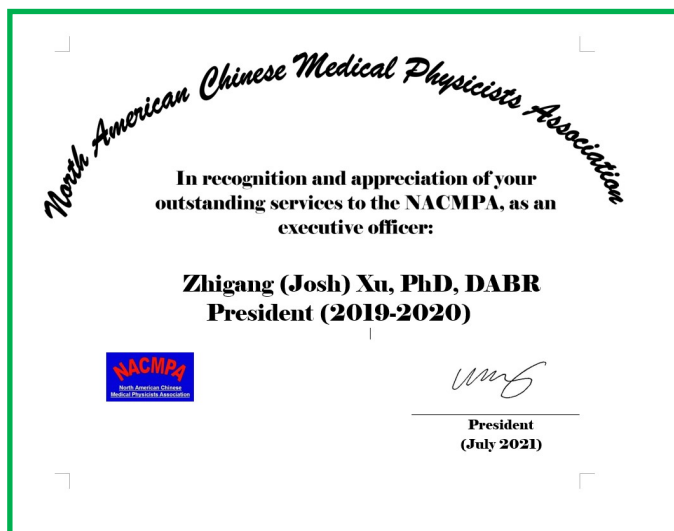 North American Chinese Medical Physicists Association
In recognition and appreciation of your
outstanding services to the NACMPA, as an
executive officer:
Zhigang (Josh) Xu, PhD, DABR
President (2019-2020)
NACMPA
North American Chinese
Medical Physicists Association
President
(July 2021)